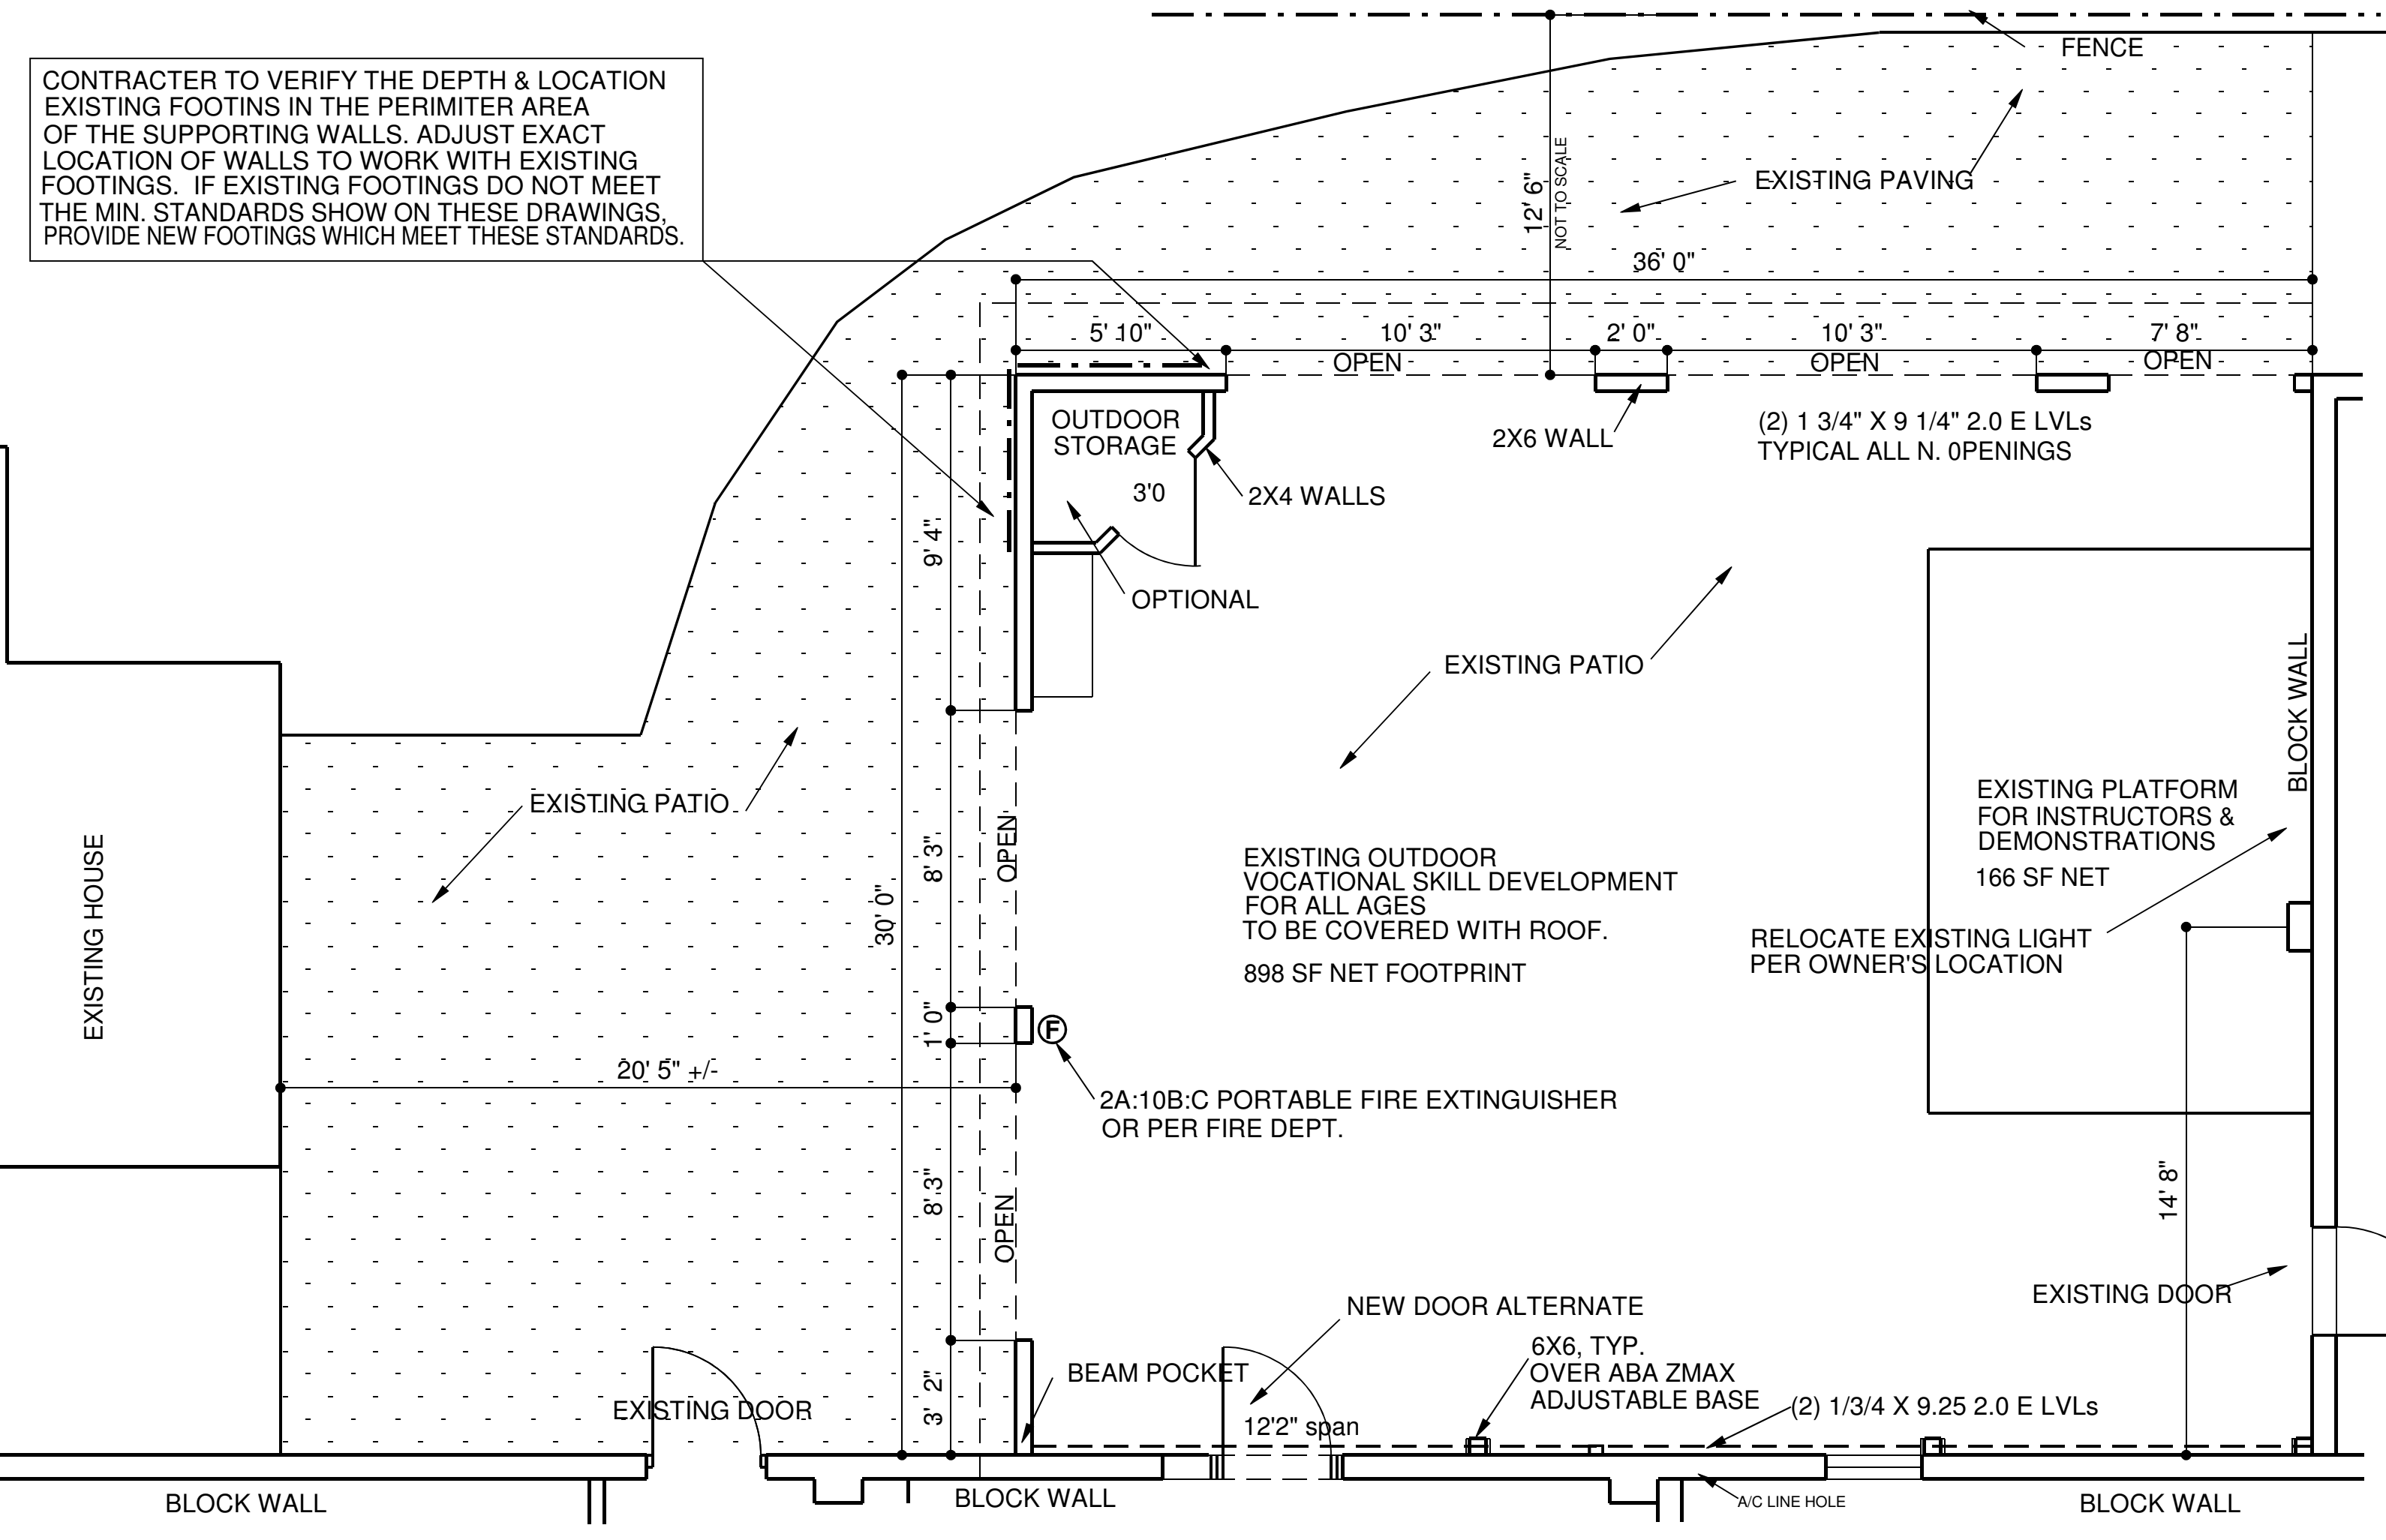 FENCE
CONTRACTER TO VERIFY THE DEPTH & LOCATION
EXISTING FOOTINS IN THE PERIMITER AREA
OF THE SUPPORTING WALLS. ADJUST EXACT
LOCATION OF WALLS TO WORK WITH EXISTING
FOOTINGS. IF EXISTING FOOTINGS DO NOT MEET
THE MIN. STANDARDS SHOW ON THESE DRAWINGS,
PROVIDE NEW FOOTINGS WHICH MEET THESE STANDARDS.
12' 6"
NOT TO SCALE
EXISTING PAVING
36' 0"
5' 10"
10' 3"
2' 0"
10' 3"
7' 8"
OPEN
OPEN
OPEN
OUTDOOR
STORAGE
3'0
2X4 WALLS
2X6 WALL
(2) 1 3/4" X 9 1/4" 2.0 E LVLs
TYPICAL ALL N. 0PENINGS
9' 4"
OPTIONAL
EXISTING PATIO
BLOCK WALL
EXISTING PATIO
EXISTING HOUSE
8' 3"
OPEN
30' 0"
EXISTING PLATFORM
FOR INSTRUCTORS &
DEMONSTRATIONS
166 SF NET
EXISTING OUTDOOR
VOCATIONAL SKILL DEVELOPMENT
FOR ALL AGES
TO BE COVERED WITH ROOF.
898 SF NET FOOTPRINT
RELOCATE EXISTING LIGHT
PER OWNER'S LOCATION
1' 0"
F
20' 5" +/-
2A:10B:C PORTABLE FIRE EXTINGUISHER
OR PER FIRE DEPT.
8' 3"
OPEN
14' 8"
EXISTING DOOR
NEW DOOR ALTERNATE
6X6, TYP.
OVER ABA ZMAX
ADJUSTABLE BASE
BEAM POCKET
3' 2"
EXISTING DOOR
12'2" span
(2) 1/3/4 X 9.25 2.0 E LVLs
BLOCK WALL
BLOCK WALL
A/C LINE HOLE
BLOCK WALL